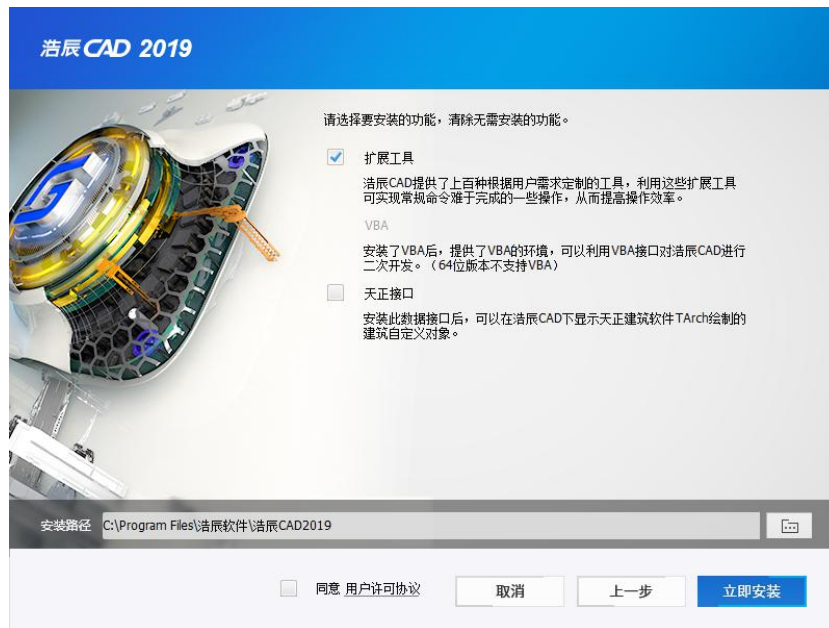 浩辰CAD 2019
请选择要安装的功能，清除无需安装的功能。
扩展工具
浩辰CAD提供了上百种根据用户需求定制的工具，利用这些扩展工具
可实现常规命令难于完成的一些操作，从而提高操作效率。
VBA
安装了VBA后，提供了VBA的环境，可以利用VBA接口对浩辰CAD进行
二次开发。（64位版本不支持VBA）
天正接口
安装此数据接口后，可以在浩辰CAD下显示天正建筑软件TArch绘制的
建筑自定义对象。
安装路径 C:\Program Files\浩辰软件\浩辰CAD2019
同意 用户许可协议 取消 上一步 立即安装